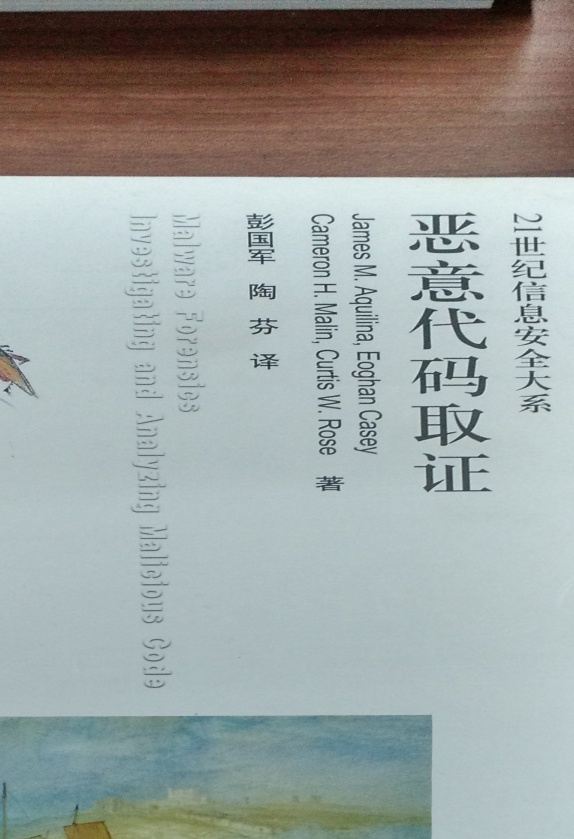 21世纪信息安全大系
恶意代码取证
James M. Aquilina, Eoghan Casey
Cameron H. Malin, Curtis W. Rose 著
彭国军 陶 芬 译
Malware Forensics
Investigating and Analyzing Malicious Code